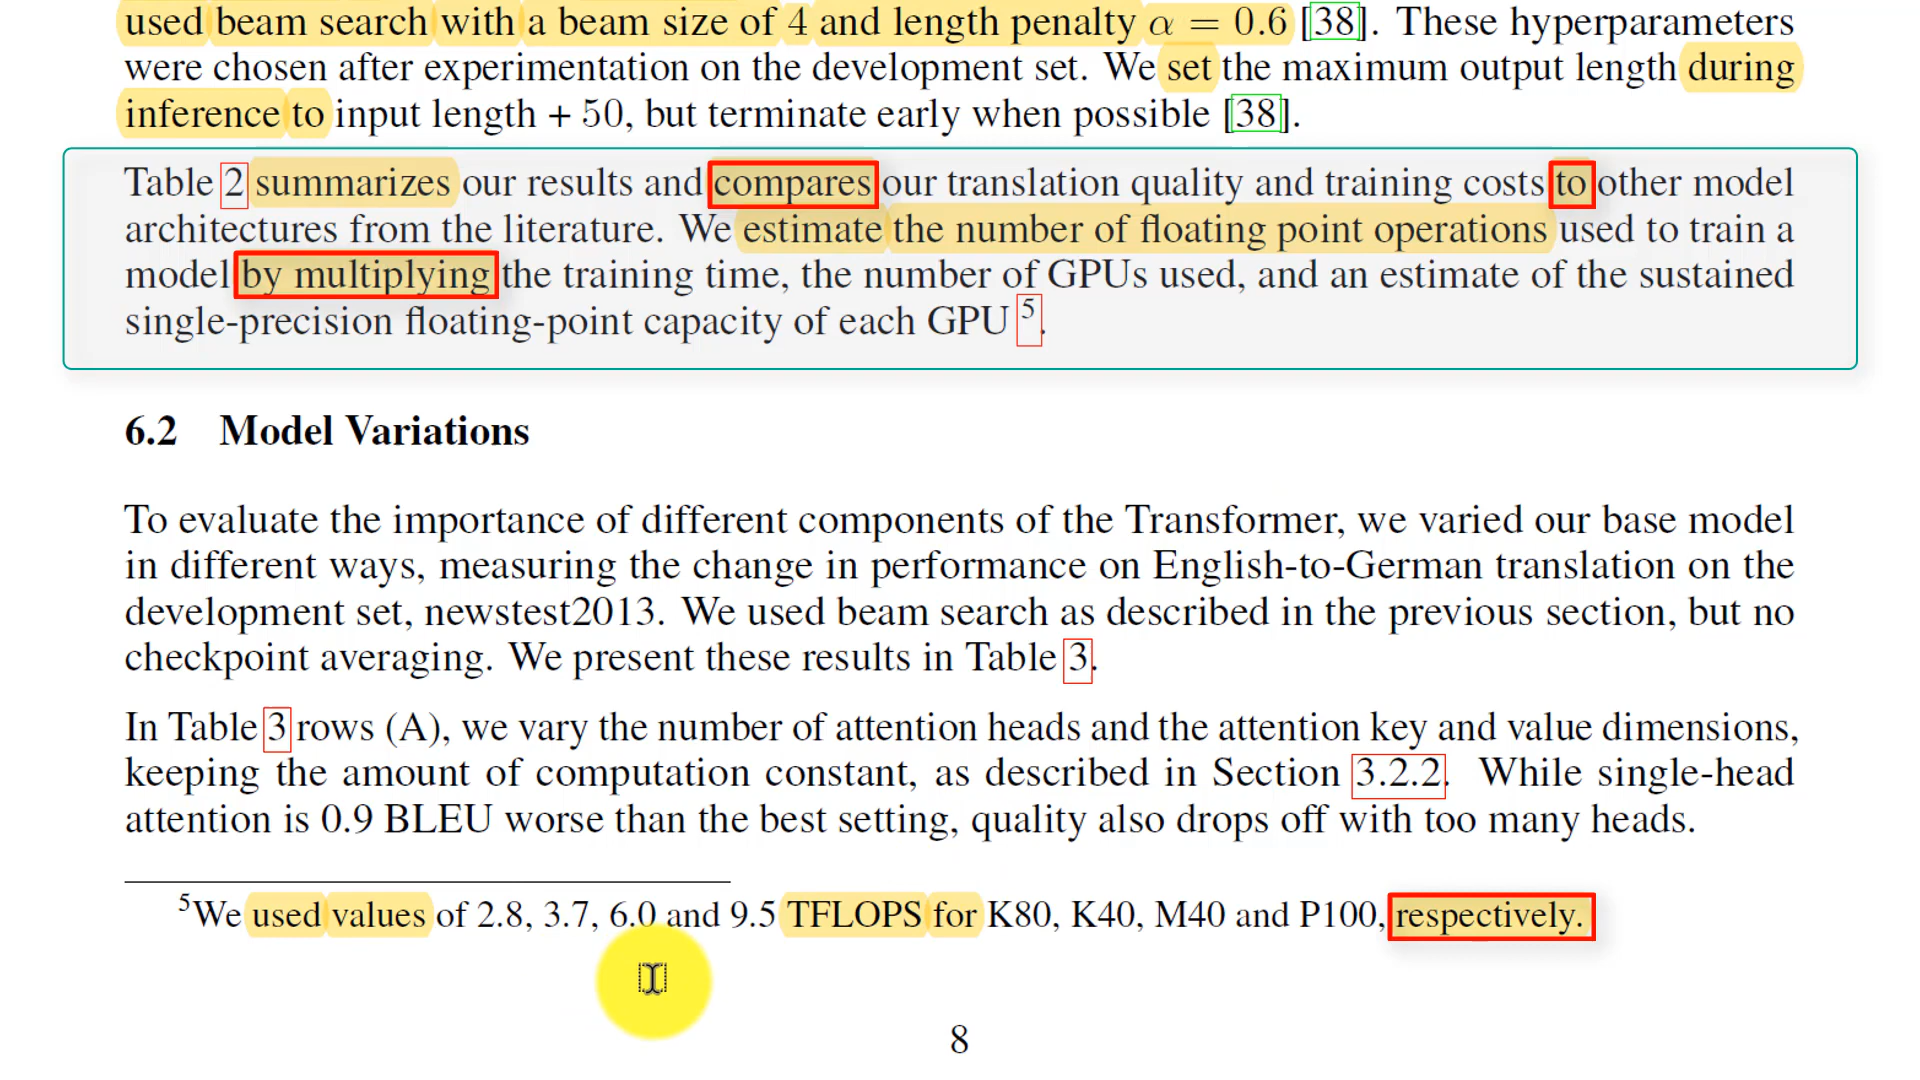 used beam search with a beam size of 4 and length penalty α = 0.6 [38]. These hyperparameters
were chosen after experimentation on the development set. We set the maximum output length during
inference to input length + 50, but terminate early when possible [38].
Table 2 summarizes our results and compares our translation quality and training costs to other model
architectures from the literature. We estimate the number of floating point operations used to train a
model by multiplying the training time, the number of GPUs used, and an estimate of the sustained
single-precision floating-point capacity of each GPU 5.
6.2 Model Variations
To evaluate the importance of different components of the Transformer, we varied our base model
in different ways, measuring the change in performance on English-to-German translation on the
development set, newstest2013. We used beam search as described in the previous section, but no
checkpoint averaging. We present these results in Table 3.
In Table 3 rows (A), we vary the number of attention heads and the attention key and value dimensions,
keeping the amount of computation constant, as described in Section 3.2.2. While single-head
attention is 0.9 BLEU worse than the best setting, quality also drops off with too many heads.
5We used values of 2.8, 3.7, 6.0 and 9.5 TFLOPS for K80, K40, M40 and P100, respectively.
8